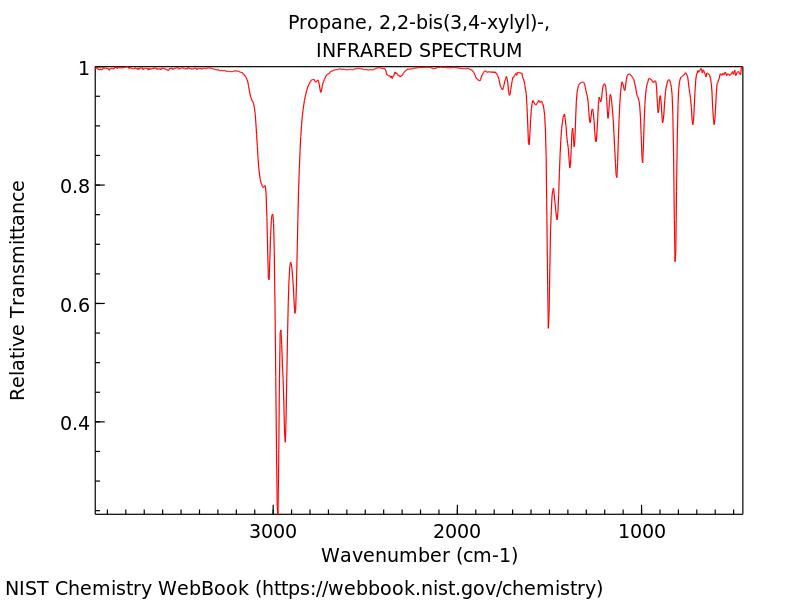 Propane, 2,2-bis(3,4-xylyl)-,
INFRARED SPECTRUM
1
0.8
0.6
0.4
Relative Transmittance
3000 2000 1000
Wavenumber (cm-1)
NIST Chemistry WebBook (https://webbook.nist.gov/chemistry)